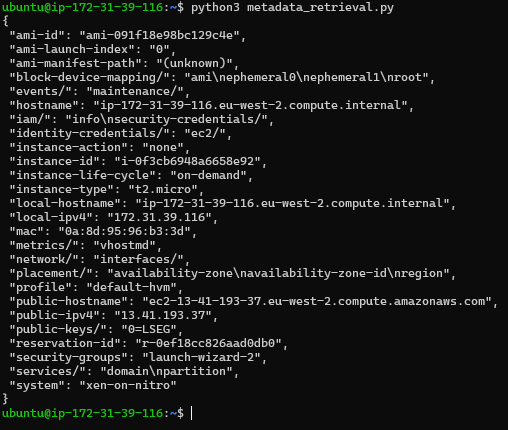 ubuntu@ip-172-31-39-116:~$ python3 metadata_retrieval.py
{
 "ami-id": "ami-091f18e98bc129c4e",
 "ami-launch-index": "0",
 "ami-manifest-path": "(unknown)",
 "block-device-mapping/": "ami\nephemeral0\nephemeral1\nroot",
 "events/": "maintenance/",
 "hostname": "ip-172-31-39-116.eu-west-2.compute.internal",
 "iam/": "info\nsecurity-credentials/",
 "identity-credentials/": "ec2/",
 "instance-action": "none",
 "instance-id": "i-0f3cb6948a6658e92",
 "instance-life-cycle": "on-demand",
 "instance-type": "t2.micro",
 "local-hostname": "ip-172-31-39-116.eu-west-2.compute.internal",
 "local-ipv4": "172.31.39.116",
 "mac": "0a:8d:95:96:b3:3d",
 "metrics/": "vhostmd",
 "network/": "interfaces/",
 "placement/": "availability-zone\navailability-zone-id\nregion",
 "profile": "default-hvm",
 "public-hostname": "ec2-13-41-193-37.eu-west-2.compute.amazonaws.com",
 "public-ipv4": "13.41.193.37",
 "public-keys/": "0=LSEG",
 "reservation-id": "r-0ef18cc826aad0db0",
 "security-groups": "launch-wizard-2",
 "services/": "domain\npartition",
 "system": "xen-on-nitro"
}
ubuntu@ip-172-31-39-116:~$